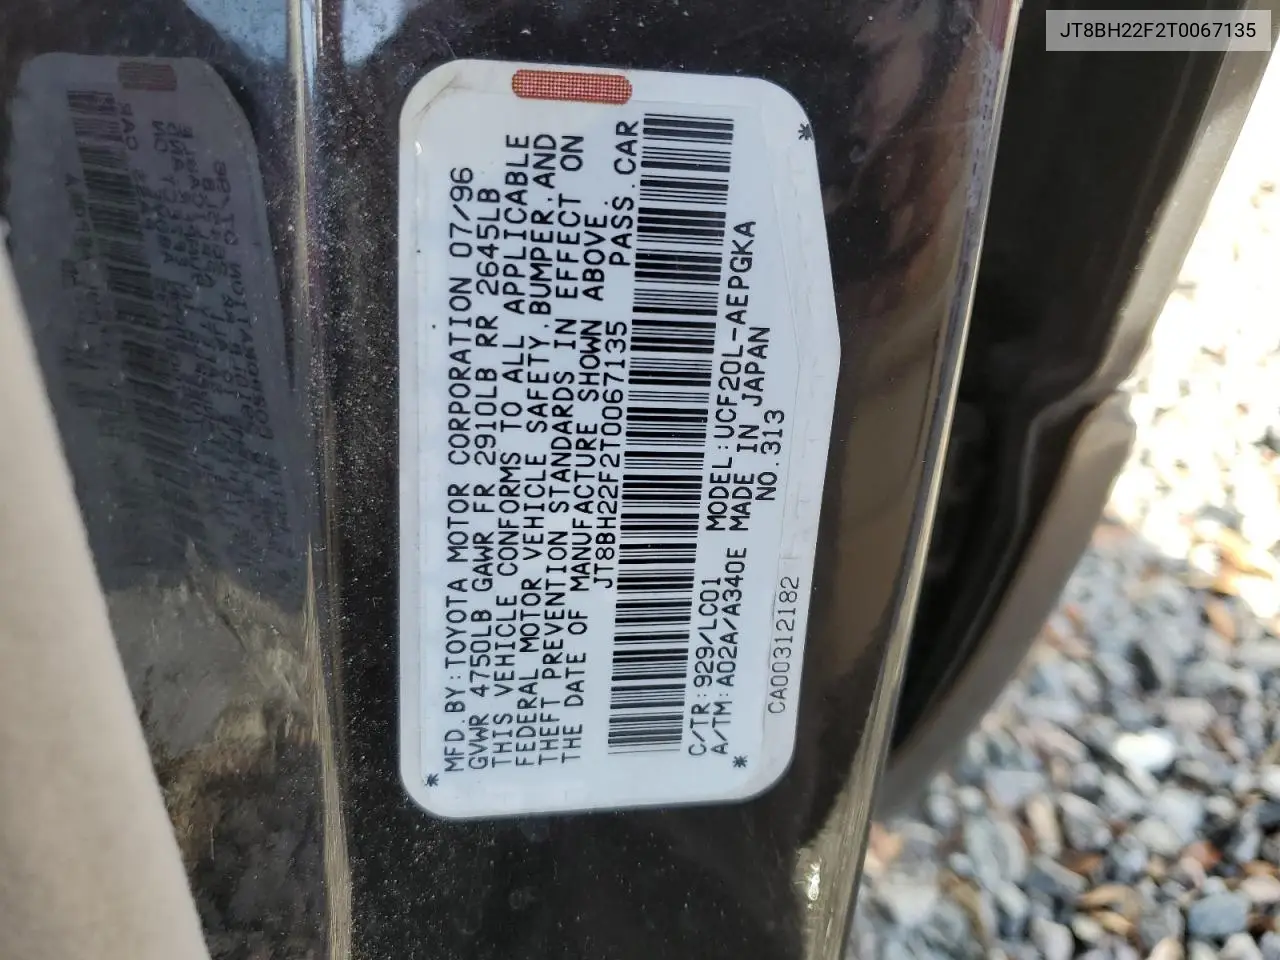 JT8BH22F2T0067135
MFD.BY:TOYOTA MOTOR CORPORATION 07/96
GVWR 4750LB GAWR FR 2910LB RR 2645LB
THIS VEHICLE CONFORMS TO ALL APPLICABLE
FEDERAL MOTOR VEHICLE SAFETY,BUMPER,AND
THEFT PREVENTION STANDARDS IN EFFECT ON
THE DATE OF MANUFACTURE SHOWN ABOVE.
JT8BH22F2T0067135 PASS.CAR
C/TR:929/LC01 MODEL:UCF20L-AEPGKA
A/TM:A02A/A340E MADE IN JAPAN
NO.313
CA00312182